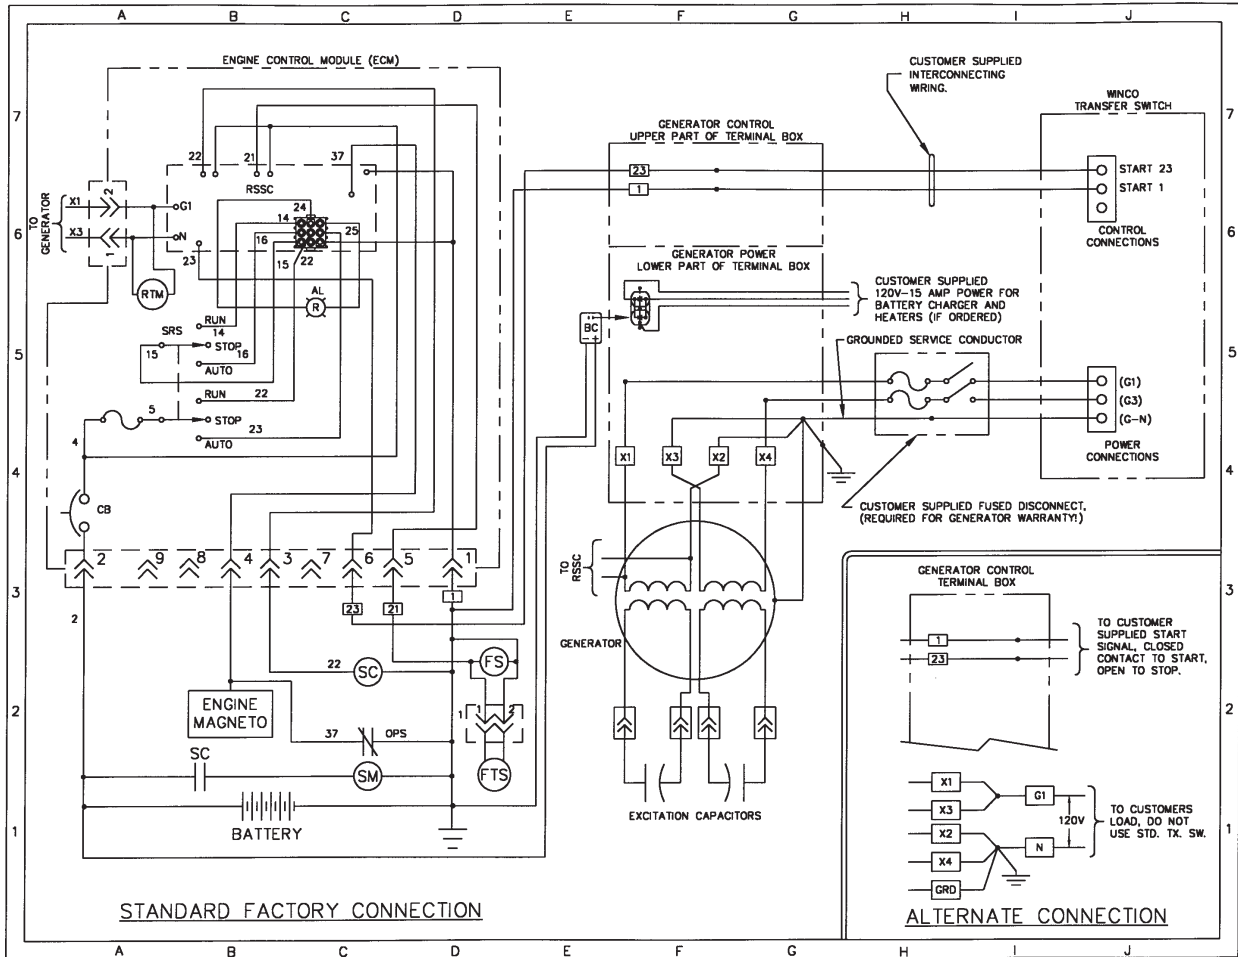 A B C D E F G H I J
ENGINE CONTROL MODULE (ECM)
CUSTOMER SUPPLIED
INTERCONNECTING
WIRING.
WINCO
TRANSFER SWITCH
7
7
GENERATOR CONTROL
UPPER PART OF TERMINAL BOX
22
21
37
RSSC
23
1
START 23
START 1
2
X1
TO
GENERATOR
X3
1
G1
N
24
14
25
16
15
22
23
CONTROL
CONNECTIONS
6
6
GENERATOR POWER
LOWER PART OF TERMINAL BOX
RTM
AL
R
CUSTOMER SUPPLIED
120V-15 AMP POWER FOR
BATTERY CHARGER AND
HEATERS (IF ORDERED)
BC
- +
RUN
14
SRS
15
STOP
16
AUTO
GROUNDED SERVICE CONDUCTOR
5
5
RUN
22
5
STOP
23
AUTO
(G1)
(G3)
(G-N)
4
X1
X3
X2
X4
POWER
CONNECTIONS
4
4
CB
CUSTOMER SUPPLIED FUSED DISCONNECT,
(REQUIRED FOR GENERATOR WARRANTY!)
2 9 8 4 3 7 6 5 1
TO
RSSC
GENERATOR CONTROL
TERMINAL BOX
3
3
23
21
1
2
GENERATOR
1
23
TO CUSTOMER
SUPPLIED START
SIGNAL, CLOSED
CONTACT TO START,
OPEN TO STOP.
22
SC
FS
ENGINE
MAGNETO
1
1
2
2
2
37
OPS
SC
SM
FTS
EXCITATION CAPACITORS
X1
X3
X2
X4
GRD
G1
120V
N
TO CUSTOMERS
LOAD, DO NOT
USE STD. TX. SW.
1
1
BATTERY
STANDARD FACTORY CONNECTION
ALTERNATE CONNECTION
A B C D E F G H I J